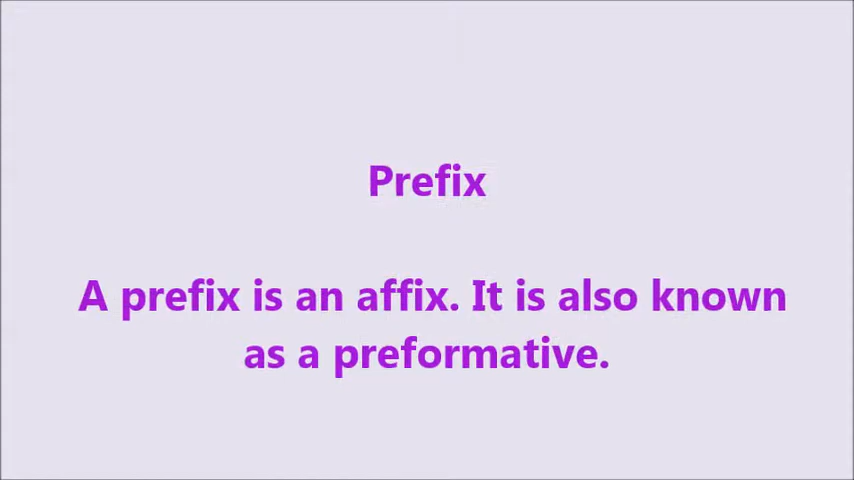 Prefix
A prefix is an affix. It is also known
as a preformative.